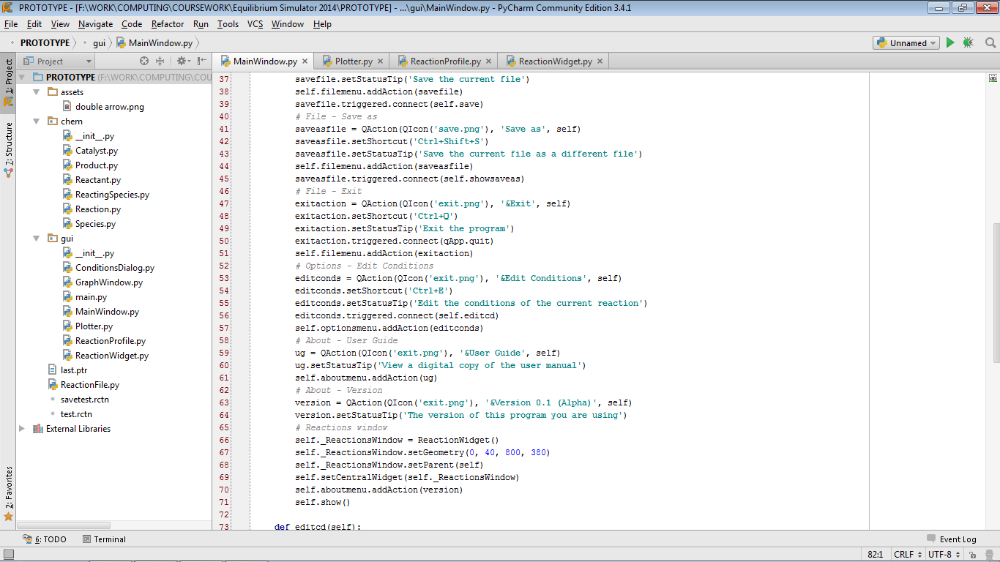 PROTOTYPE - [F:\WORK\COMPUTING\COURSEWORK\Equilibrium Simulator 2014\PROTOTYPE] - ...\gui\MainWindow.py - PyCharm Community Edition 3.4.1
File Edit View Navigate Code Refactor Run Tools VCS Window Help
PROTOTYPE gui MainWindow.py Unnamed
1: Project
7: Structure
2: Favorites
Project
PROTOTYPE (F:\WORK\COMPUTING\COU
assets
double arrow.png
chem
__init__.py
Catalyst.py
Product.py
Reactant.py
ReactingSpecies.py
Reaction.py
Species.py
gui
__init__.py
ConditionsDialog.py
GraphWindow.py
main.py
MainWindow.py
Plotter.py
ReactionProfile.py
ReactionWidget.py
last.ptr
ReactionFile.py
savetest.rctn
test.rctn
External Libraries
MainWindow.py Plotter.py ReactionProfile.py ReactionWidget.py
37 savefile.setStatusTip('Save the current file')
38 self.filemenu.addAction(savefile)
39 savefile.triggered.connect(self.save)
40 # File - Save as
41 saveasfile = QAction(QIcon('save.png'), 'Save as', self)
42 saveasfile.setShortcut('Ctrl+Shift+S')
43 saveasfile.setStatusTip('Save the current file as a different file')
44 self.filemenu.addAction(saveasfile)
45 saveasfile.triggered.connect(self.showsaveas)
46 # File - Exit
47 exitaction = QAction(QIcon('exit.png'), '&Exit', self)
48 exitaction.setShortcut('Ctrl+Q')
49 exitaction.setStatusTip('Exit the program')
50 exitaction.triggered.connect(qApp.quit)
51 self.filemenu.addAction(exitaction)
52 # Options - Edit Conditions
53 editconds = QAction(QIcon('exit.png'), '&Edit Conditions', self)
54 editconds.setShortcut('Ctrl+E')
55 editconds.setStatusTip('Edit the conditions of the current reaction')
56 editconds.triggered.connect(self.editcd)
57 self.optionsmenu.addAction(editconds)
58 # About - User Guide
59 ug = QAction(QIcon('exit.png'), '&User Guide', self)
60 ug.setStatusTip('View a digital copy of the user manual')
61 self.aboutmenu.addAction(ug)
62 # About - Version
63 version = QAction(QIcon('exit.png'), '&Version 0.1 (Alpha)', self)
64 version.setStatusTip('The version of this program you are using')
65 # Reactions window
66 self._ReactionsWindow = ReactionWidget()
67 self._ReactionsWindow.setGeometry(0, 40, 800, 380)
68 self._ReactionsWindow.setParent(self)
69 self.setCentralWidget(self._ReactionsWindow)
70 self.aboutmenu.addAction(version)
71 self.show()
72
73 def editcd(self):
6: TODO Terminal Event Log
82:1 CRLF UTF-8